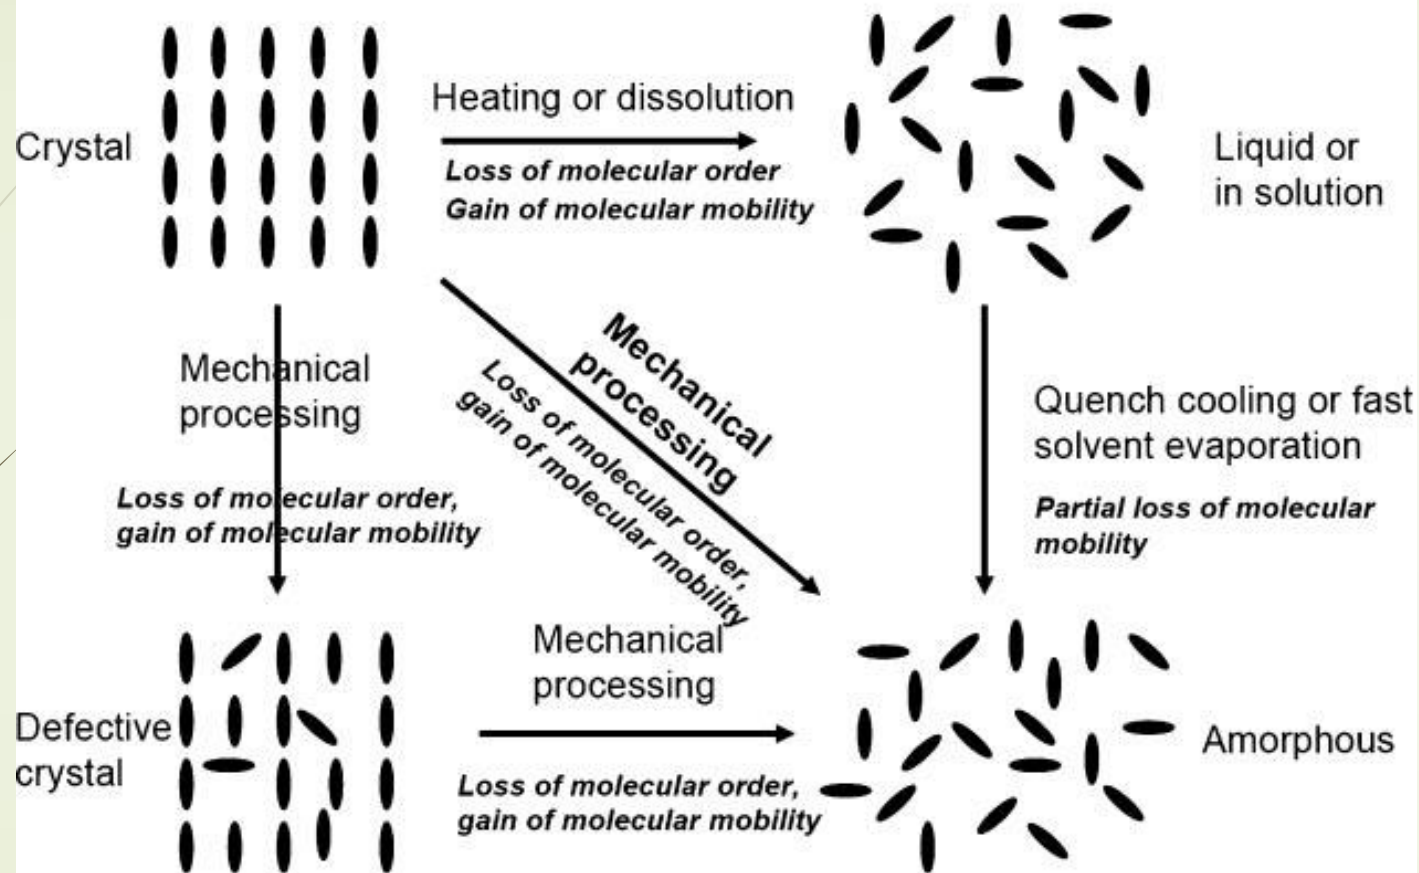 Crystal
Heating or dissolution
Loss of molecular order
Gain of molecular mobility
Liquid or
in solution
Mechanical
processing
Loss of molecular order,
gain of molecular mobility
Mechanical
processing
Loss of molecular order,
gain of molecular mobility
Quench cooling or fast
solvent evaporation
Partial loss of molecular
mobility
Defective
crystal
Mechanical
processing
Loss of molecular order,
gain of molecular mobility
Amorphous